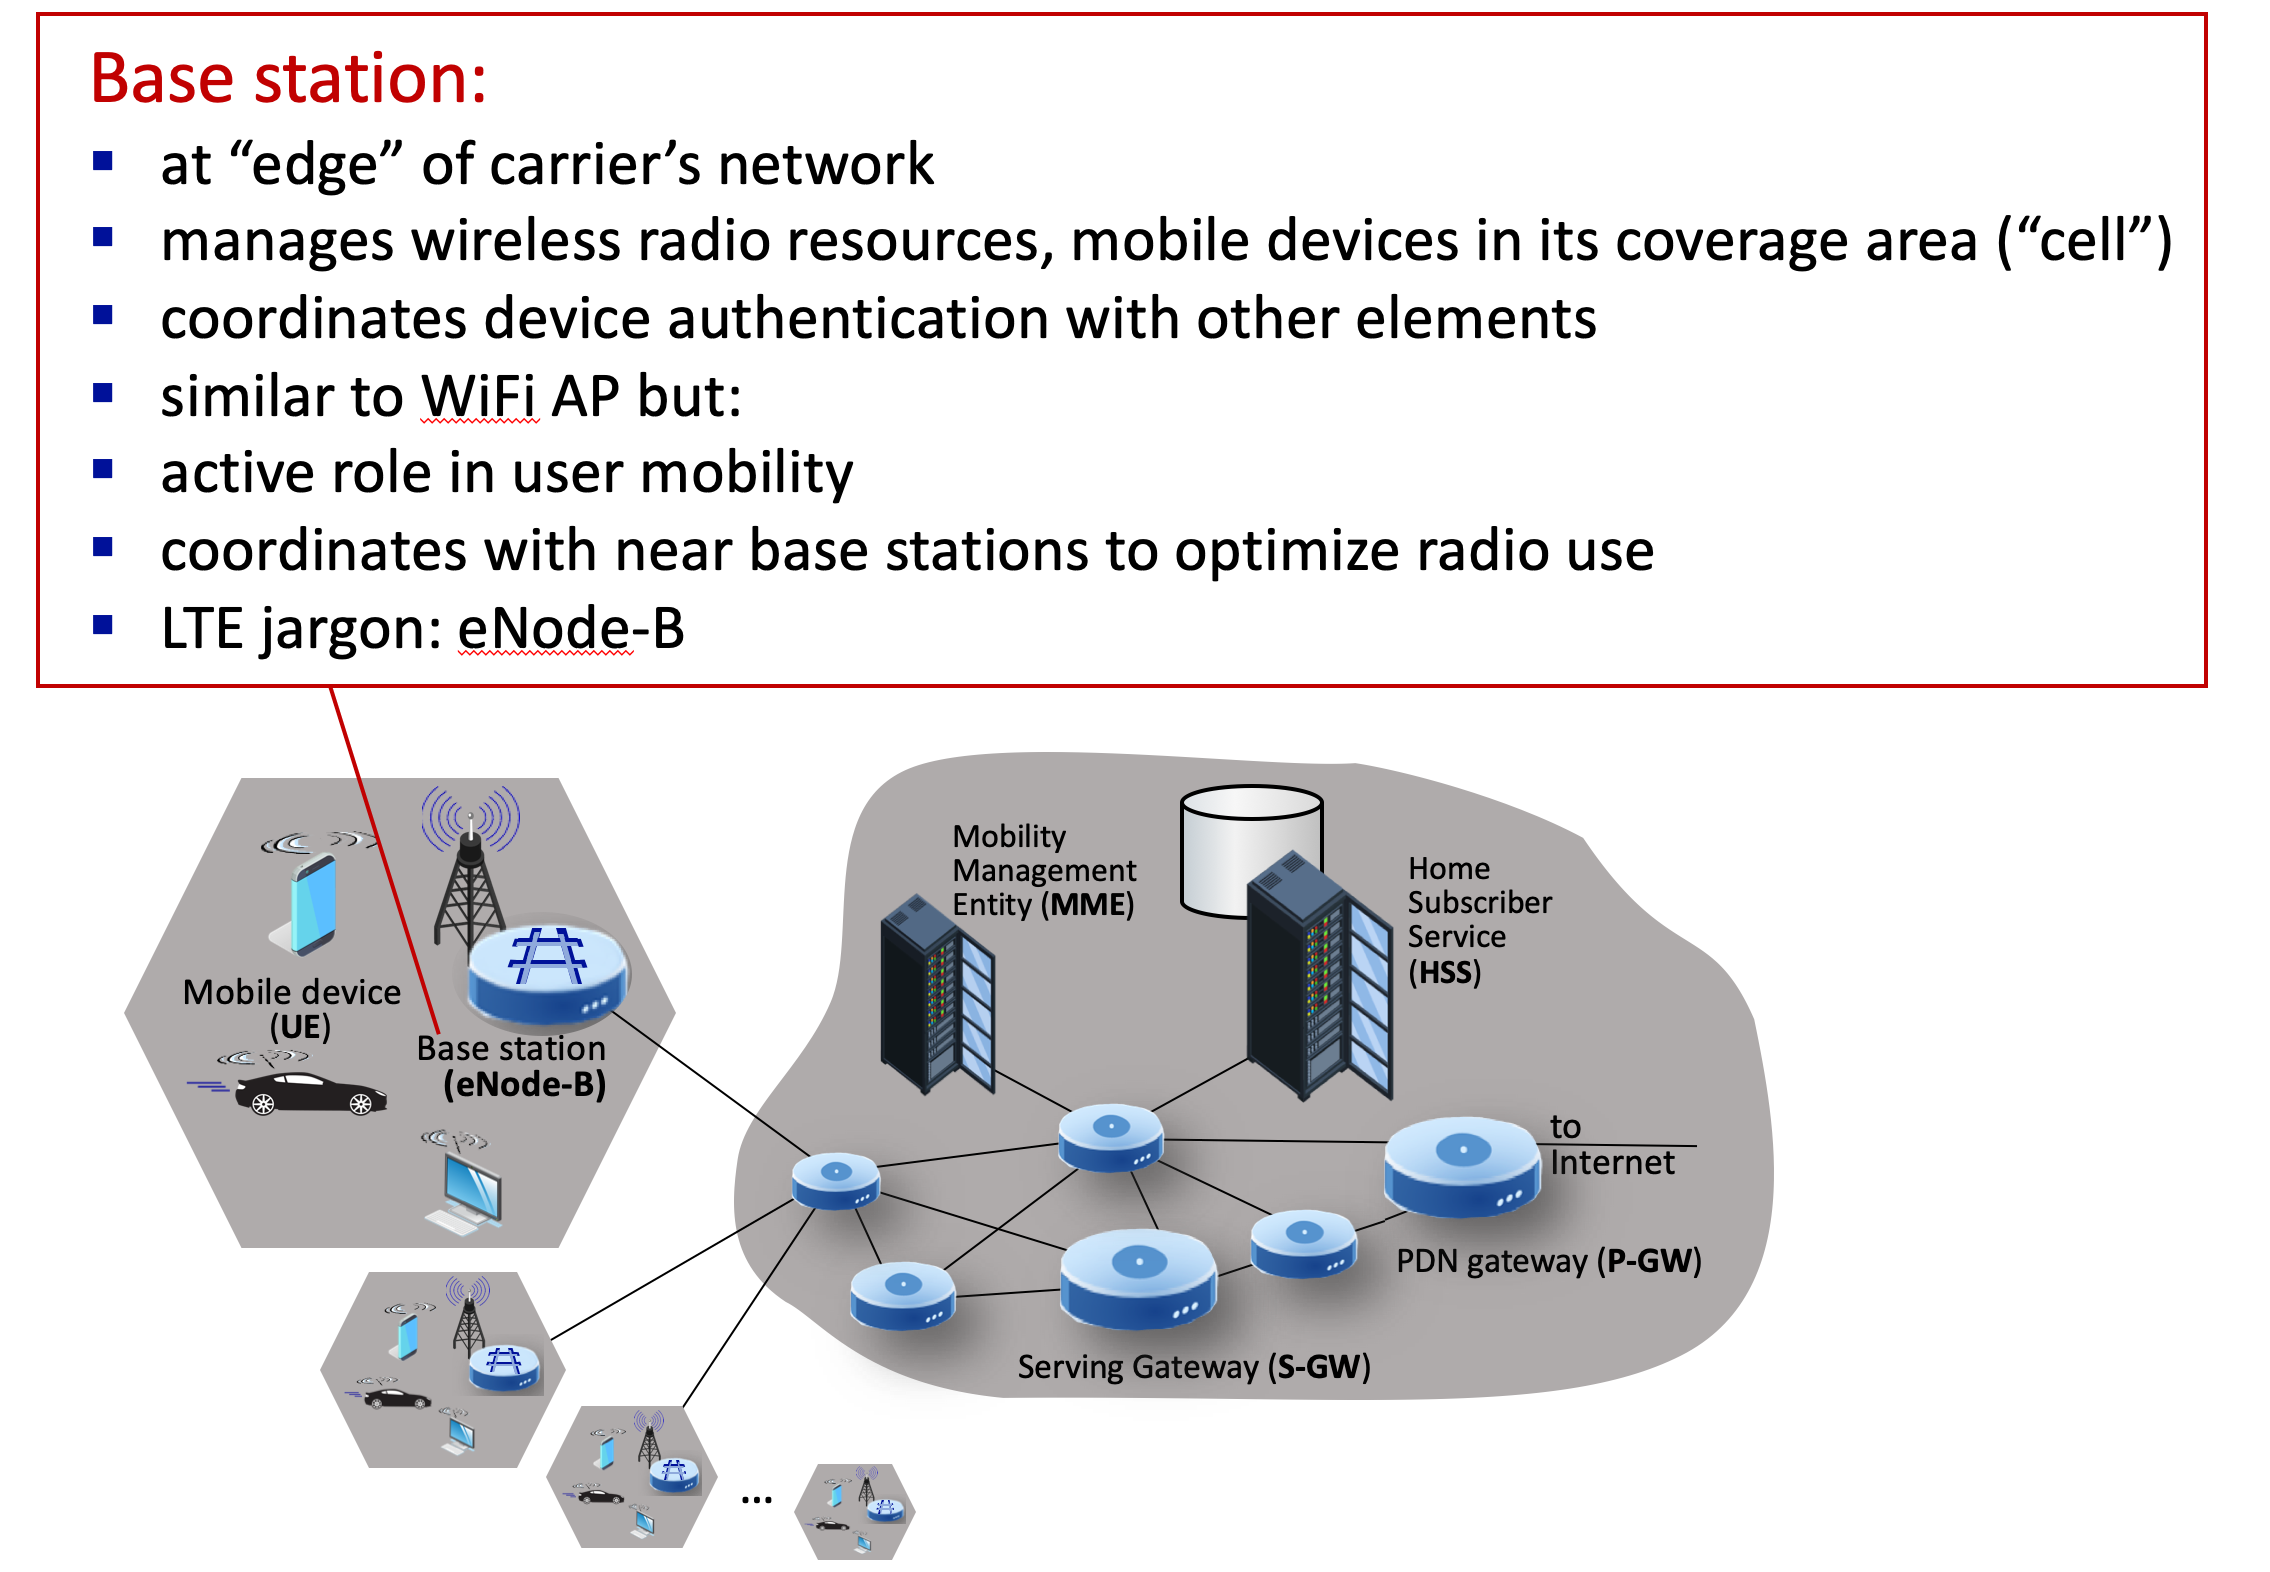 Base station:
▪ at “edge” of carrier’s network
▪ manages wireless radio resources, mobile devices in its coverage area (“cell”)
▪ coordinates device authentication with other elements
▪ similar to WiFi AP but:
▪ active role in user mobility
▪ coordinates with near base stations to optimize radio use
▪ LTE jargon: eNode-B
Mobile device
(UE)
Base station
(eNode-B)
Mobility
Management
Entity (MME)
Home
Subscriber
Service
(HSS)
to
Internet
PDN gateway (P-GW)
Serving Gateway (S-GW)
...